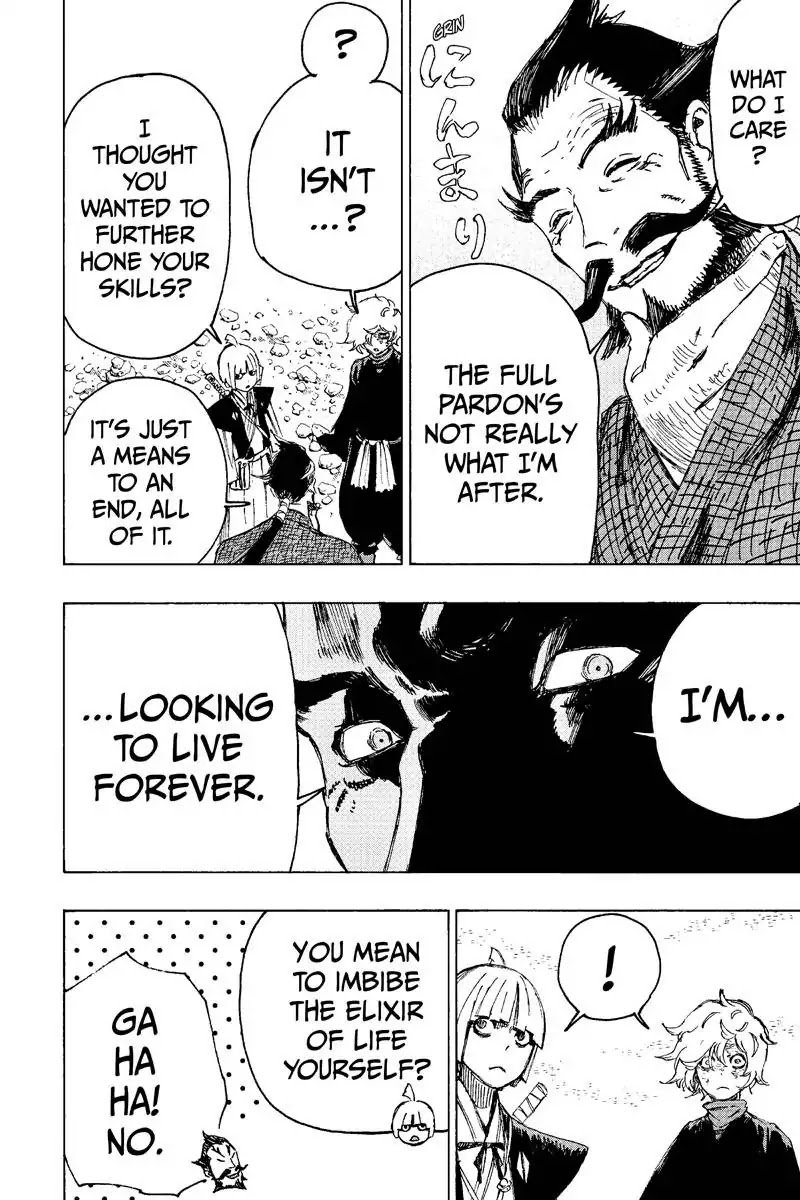 WHAT
DO I
CARE
?
GRIN
にんまり
THE FULL
PARDON'S
NOT REALLY
WHAT I'M
AFTER.
?
IT
ISN'T
...?
I
THOUGHT
YOU
WANTED TO
FURTHER
HONE YOUR
SKILLS?
IT'S JUST
A MEANS
TO AN
END, ALL
OF IT.
I'M...
...LOOKING
TO LIVE
FOREVER.
!
YOU MEAN
TO IMBIBE
THE ELIXIR
OF LIFE
YOURSELF?
GA
HA
HA!
NO.